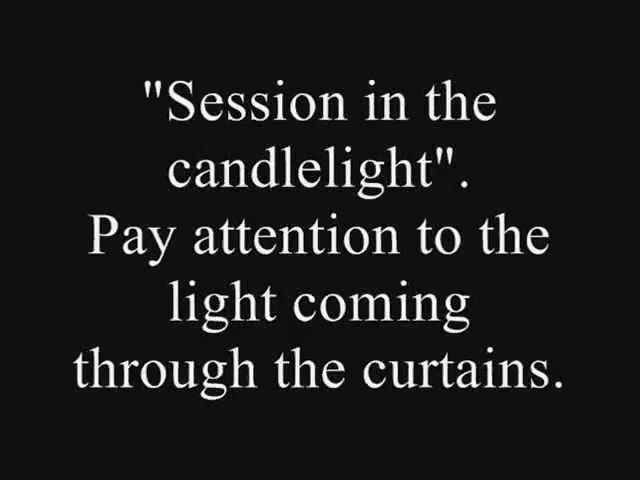 "Session in the
candlelight".
Pay attention to the
light coming
through the curtains.